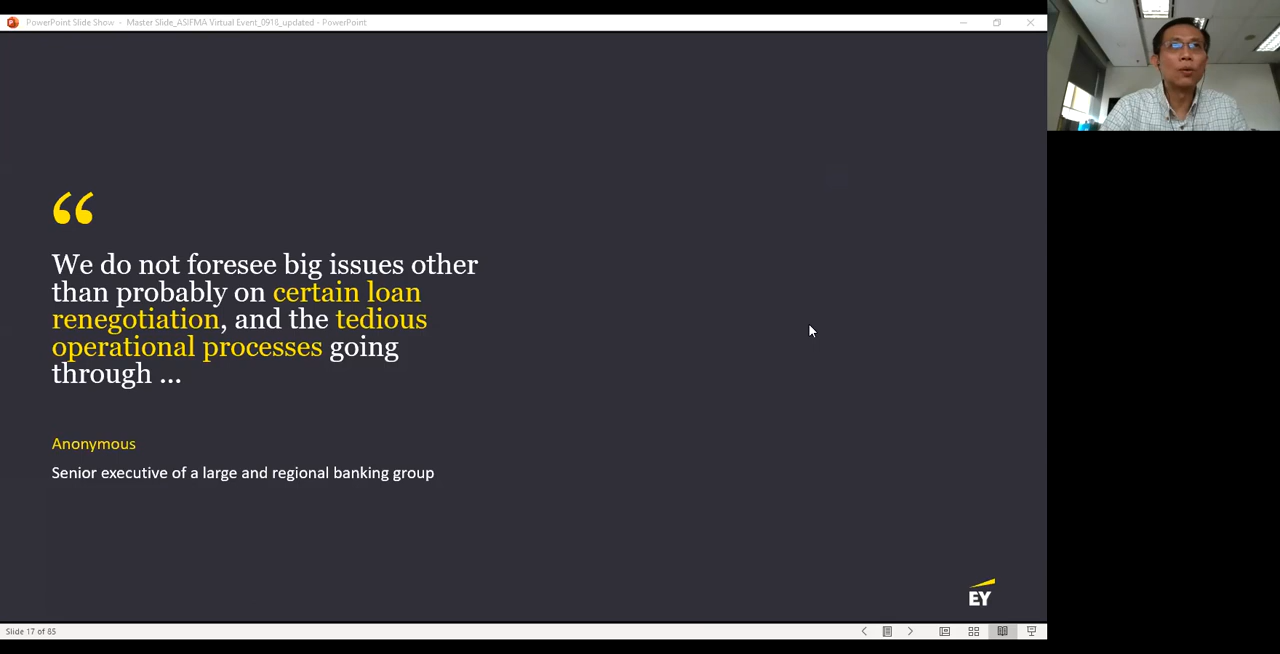 PowerPoint Slide Show - Master Slide_ASIFMA Virtual Event_0918_updated - PowerPoint
“
We do not foresee big issues other
than probably on certain loan
renegotiation, and the tedious
operational processes going
through ...
Anonymous
Senior executive of a large and regional banking group
EY
Slide 17 of 85